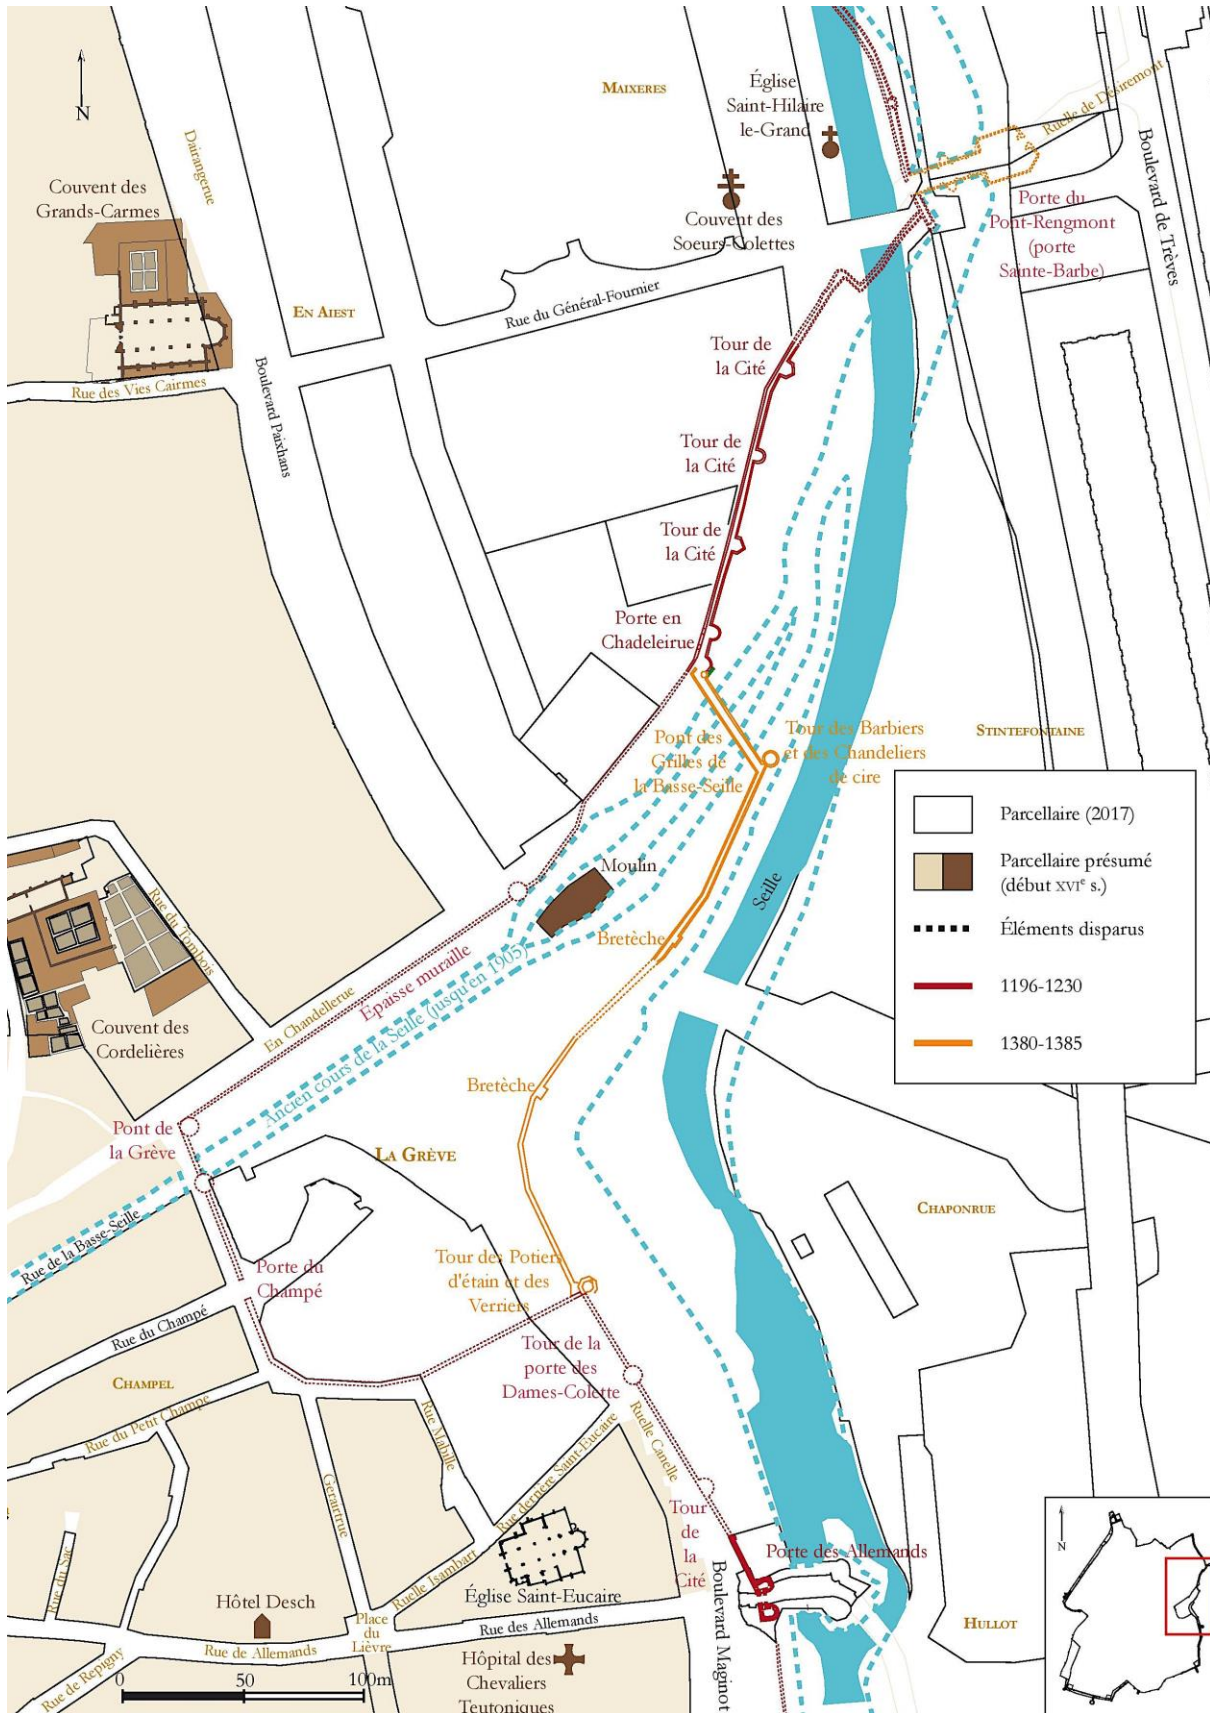 N
Dairangerue
Couvent des
Grands-Carmes
MAIXERES
Église
Saint-Hilaire
le-Grand
Ruelle de Désiremont
Boulevard de Trèves
Couvent des
Soeurs-Colettes
Porte du
Pont-Rengmont
(porte
Sainte-Barbe)
EN AIEST
Rue du Général-Fournier
Rue des Vies Cairmes
Boulevard Paixhans
Tour de
la Cité
Tour de
la Cité
Tour de
la Cité
Porte en
Chadeleirue
Pont des
Grilles de
la Basse-Seille
Tour des Barbiers
et des Chandeliers
de cire
STINTEFONTAINE
Parcellaire (2017)
Parcellaire présumé
(début XVIe s.)
Éléments disparus
1196-1230
1380-1385
Moulin
Seille
Bretèche
Rue du Tombois
Epaisse muraille
En Chandellerue
Ancien cours de la Seille (jusqu'en 1905)
Couvent des
Cordelières
Bretèche
Pont de
la Grève
LA GRÈVE
CHAPONRUE
Rue de la Basse-Seille
Porte du
Champé
Tour des Potiers
d'étain et des
Verriers
Rue du Champé
Tour de la
porte des
Dames-Colette
CHAMPEL
Rue du Petit Champé
Rue Mabille
Ruelle Canelle
Rue dernère Saint-Eucaire
Gerairtrue
Tour
de
la
Cité
Porte des Allemands
Rue du Sac
Ruelle Isambart
Église Saint-Eucaire
Boulevard Maginot
Hôtel Desch
Place
du
Lièvre
Rue des Allemands
Rue de Allemands
Rue de Repigny
Hôpital des
Chevaliers
Teutoniques
HULLOT
N
0
50
100m